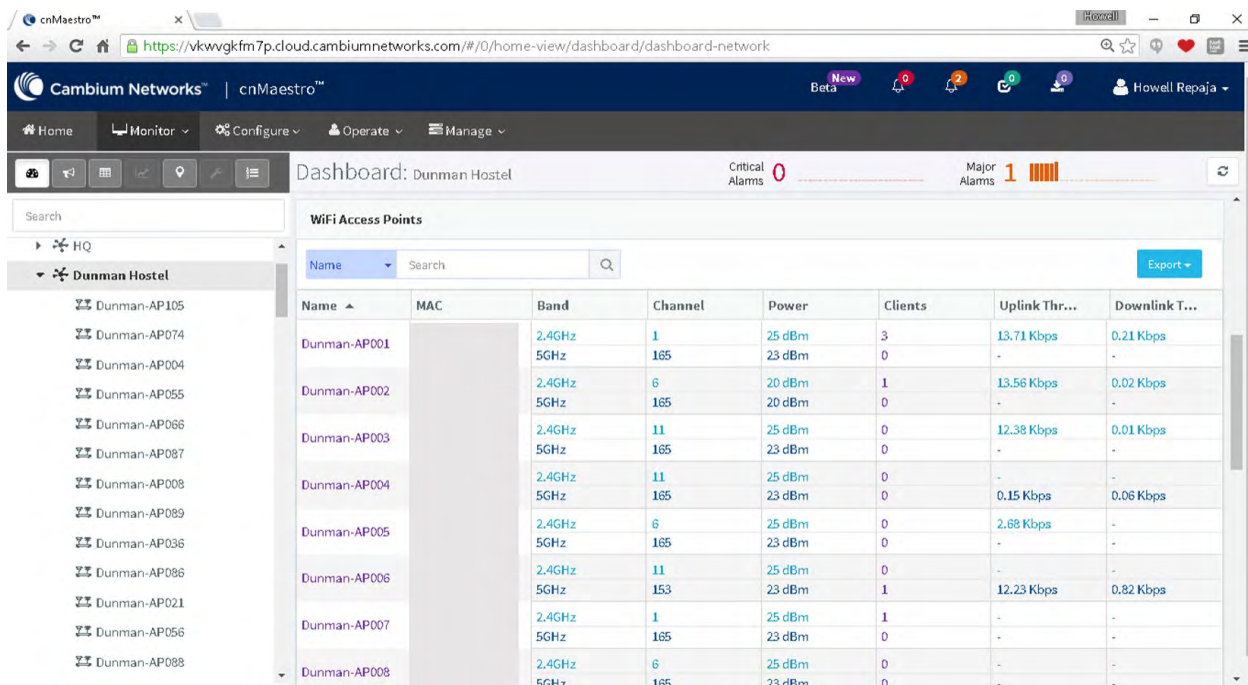 cnMaestro™
Howell
https://vkwvgkfm7p.cloud.cambiumnetworks.com/#/0/home-view/dashboard/dashboard-network
Cambium Networks™ | cnMaestro™ Beta New 0 2 0 0 Howell Repaja
Home Monitor Configure Operate Manage
Dashboard: Dunman Hostel Critical Alarms 0 Major Alarms 1
Search
HQ
Dunman Hostel
Dunman-AP105
Dunman-AP074
Dunman-AP004
Dunman-AP055
Dunman-AP066
Dunman-AP087
Dunman-AP008
Dunman-AP089
Dunman-AP036
Dunman-AP086
Dunman-AP021
Dunman-AP056
Dunman-AP088
WiFi Access Points
Name Search Export
Name MAC Band Channel Power Clients Uplink Thr... Downlink T...
Dunman-AP001
2.4GHz 1 25 dBm 3 13.71 Kbps 0.21 Kbps
5GHz 165 23 dBm 0 - -
Dunman-AP002
2.4GHz 6 20 dBm 1 13.56 Kbps 0.02 Kbps
5GHz 165 20 dBm 0 - -
Dunman-AP003
2.4GHz 11 25 dBm 0 12.38 Kbps 0.01 Kbps
5GHz 165 23 dBm 0 - -
Dunman-AP004
2.4GHz 11 25 dBm 0 - -
5GHz 165 23 dBm 0 0.15 Kbps 0.06 Kbps
Dunman-AP005
2.4GHz 6 25 dBm 0 2.68 Kbps -
5GHz 165 23 dBm 0 - -
Dunman-AP006
2.4GHz 11 25 dBm 0 - -
5GHz 153 23 dBm 1 12.23 Kbps 0.82 Kbps
Dunman-AP007
2.4GHz 1 25 dBm 1 - -
5GHz 165 23 dBm 0 - -
Dunman-AP008
2.4GHz 6 25 dBm 0 - -
5GHz 165 23 dBm 0